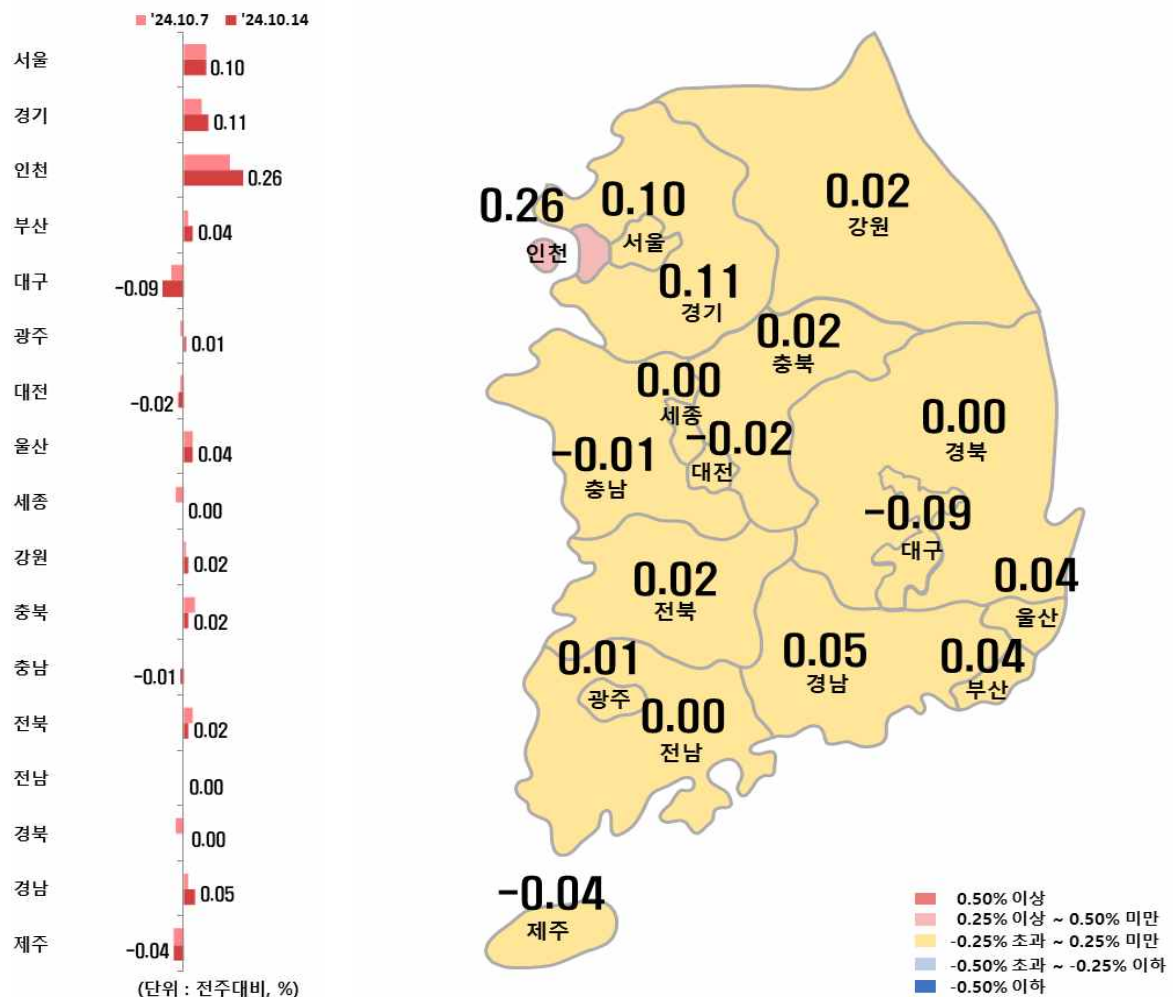 '24.10.7 '24.10.14
서울 0.10
경기 0.11
인천 0.26
부산 0.04
대구 -0.09
광주 0.01
대전 -0.02
울산 0.04
세종 0.00
강원 0.02
충북 0.02
충남 -0.01
전북 0.02
전남 0.00
경북 0.00
경남 0.05
제주 -0.04
(단위 : 전주대비, %)
0.02
강원
0.26
인천
0.10
서울
0.11
경기
0.02
충북
0.00
세종
-0.02
대전
-0.01
충남
0.00
경북
-0.09
대구
0.04
울산
0.02
전북
0.05
경남
0.04
부산
0.01
광주
0.00
전남
-0.04
제주
0.50% 이상
0.25% 이상 ~ 0.50% 미만
-0.25% 초과 ~ 0.25% 미만
-0.50% 초과 ~ -0.25% 이하
-0.50% 이하